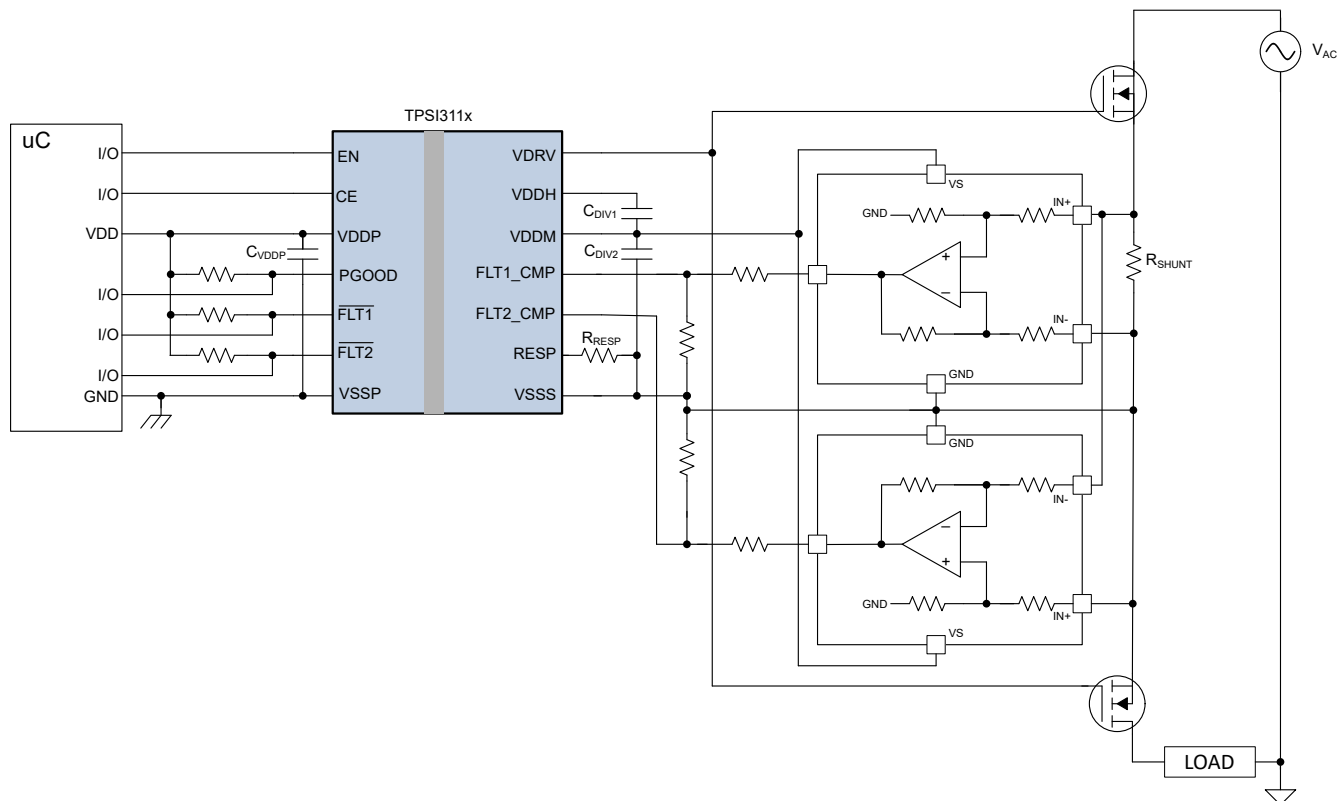 V_AC
TPSI311x
uC
I/O
EN
VDRV
I/O
CE
VDDH
VS
C_DIV1
GND
IN+
VDD
VDDP
VDDM
C_VDDP
C_DIV2
+
R_SHUNT
PGOOD
FLT1_CMP
−
I/O
FLT1
FLT2_CMP
IN-
I/O
FLT2
R_RESP
RESP
I/O
GND
VSSP
VSSS
GND
GND
IN-
−
+
GND
IN+
VS
LOAD